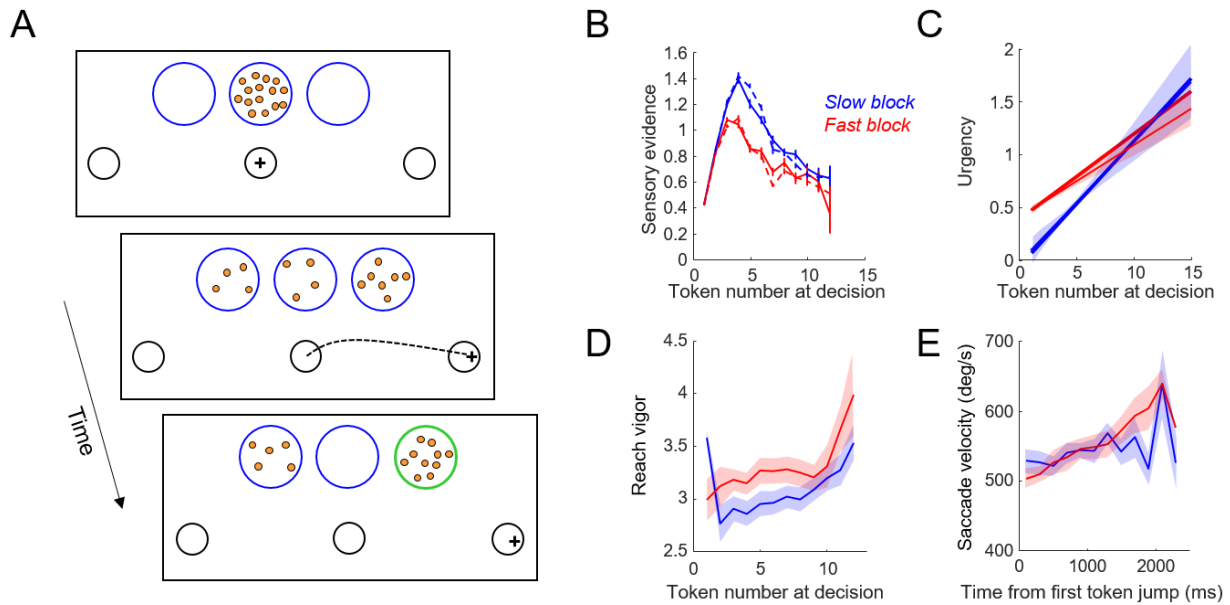 A
Time
B
Sensory evidence
1.6
1.4
1.2
1
0.8
0.6
0.4
0.2
0
0 5 10 15
Token number at decision
Slow block
Fast block
C
Urgency
2
1.5
1
0.5
0
0 5 10 15
Token number at decision
D
Reach vigor
4.5
4
3.5
3
2.5
0 5 10
Token number at decision
E
Saccade velocity (deg/s)
700
600
500
400
0 1000 2000
Time from first token jump (ms)